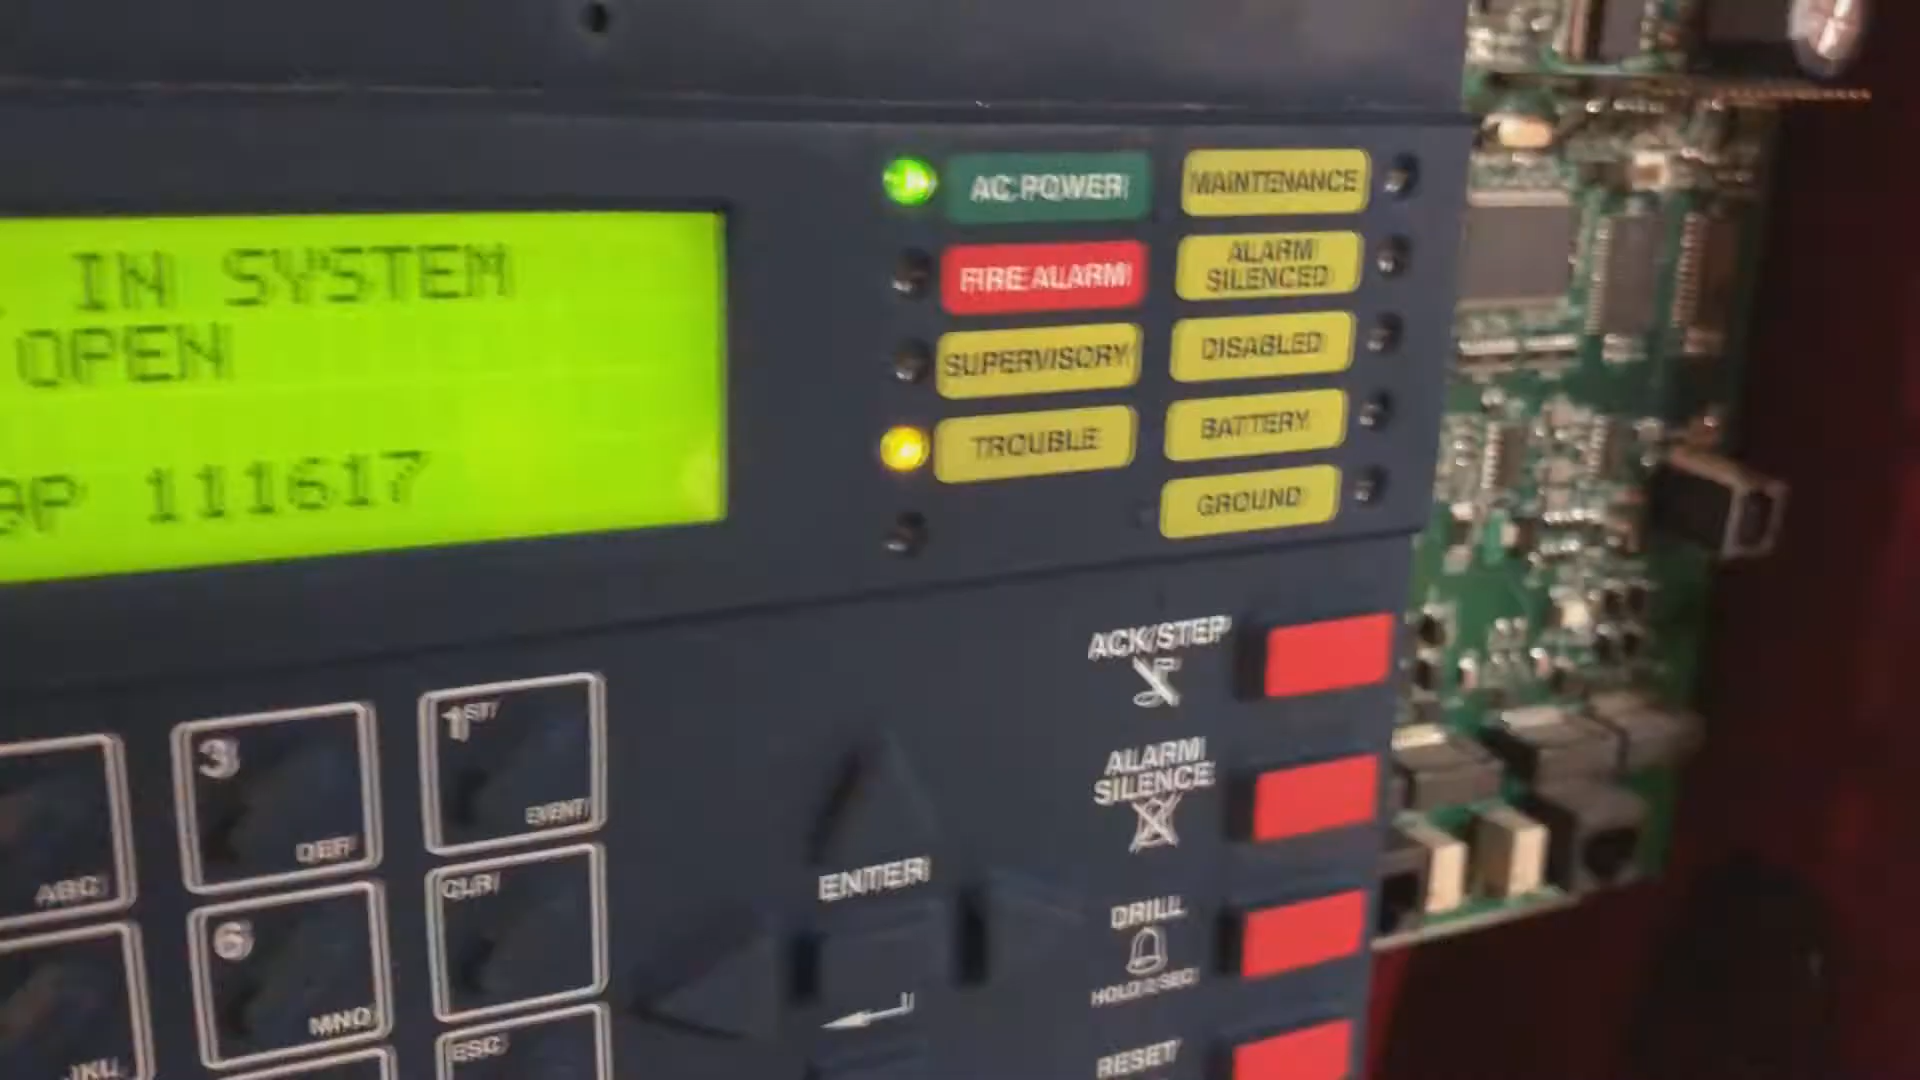 IN SYSTEM
OPEN
111617
AC POWER
FIRE ALARM
SUPERVISORY
TROUBLE
MAINTENANCE
ALARM
SILENCED
DISABLED
BATTERY
GROUND
ACK/STEP
ALARM
SILENCE
DRILL
HOLD 2 SEC
RESET
ENTER
ABC
3
DEF
1ST
EVENT
JKL
6
MNO
CLR
ESC